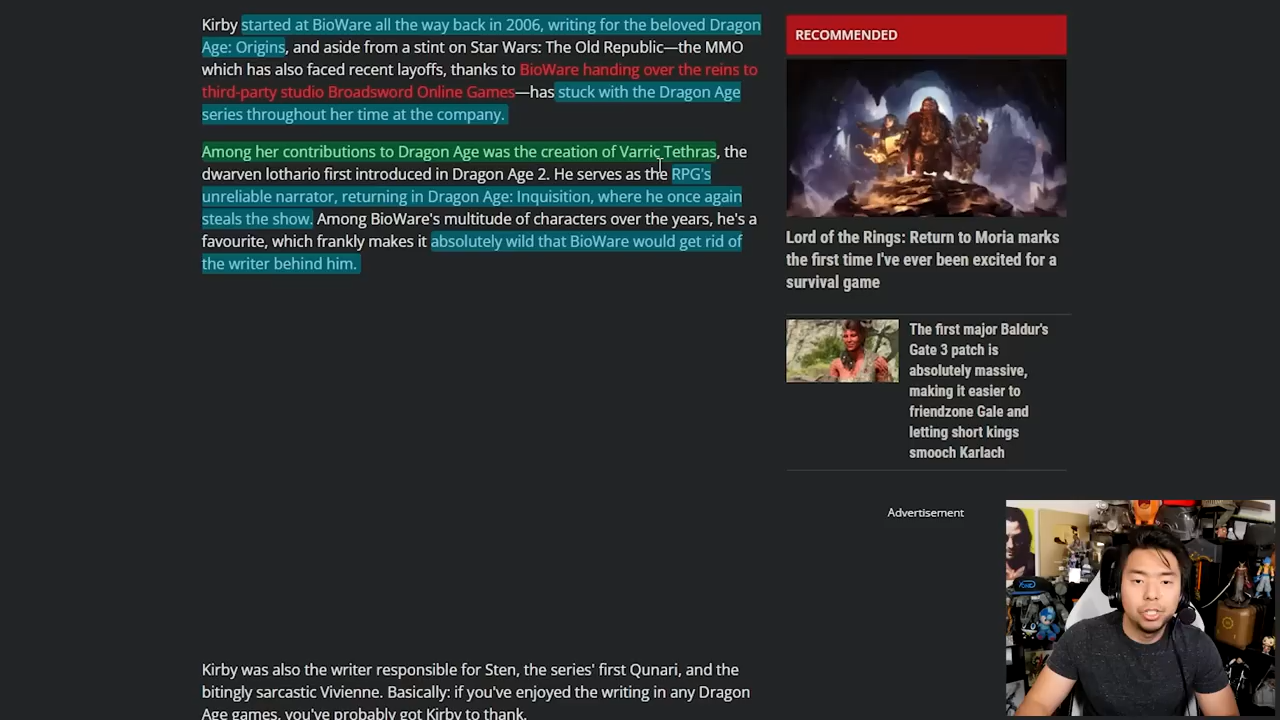 Kirby started at BioWare all the way back in 2006, writing for the beloved Dragon
Age: Origins, and aside from a stint on Star Wars: The Old Republic—the MMO
which has also faced recent layoffs, thanks to BioWare handing over the reins to
third-party studio Broadsword Online Games—has stuck with the Dragon Age
series throughout her time at the company.
Among her contributions to Dragon Age was the creation of Varric Tethras, the
dwarven lothario first introduced in Dragon Age 2. He serves as the RPG's
unreliable narrator, returning in Dragon Age: Inquisition, where he once again
steals the show. Among BioWare's multitude of characters over the years, he's a
favourite, which frankly makes it absolutely wild that BioWare would get rid of
the writer behind him.
Kirby was also the writer responsible for Sten, the series' first Qunari, and the
bitingly sarcastic Vivienne. Basically: if you've enjoyed the writing in any Dragon
Age games, you've probably got Kirby to thank.
RECOMMENDED
Lord of the Rings: Return to Moria marks
the first time I've ever been excited for a
survival game
The first major Baldur's
Gate 3 patch is
absolutely massive,
making it easier to
friendzone Gale and
letting short kings
smooch Karlach
Advertisement